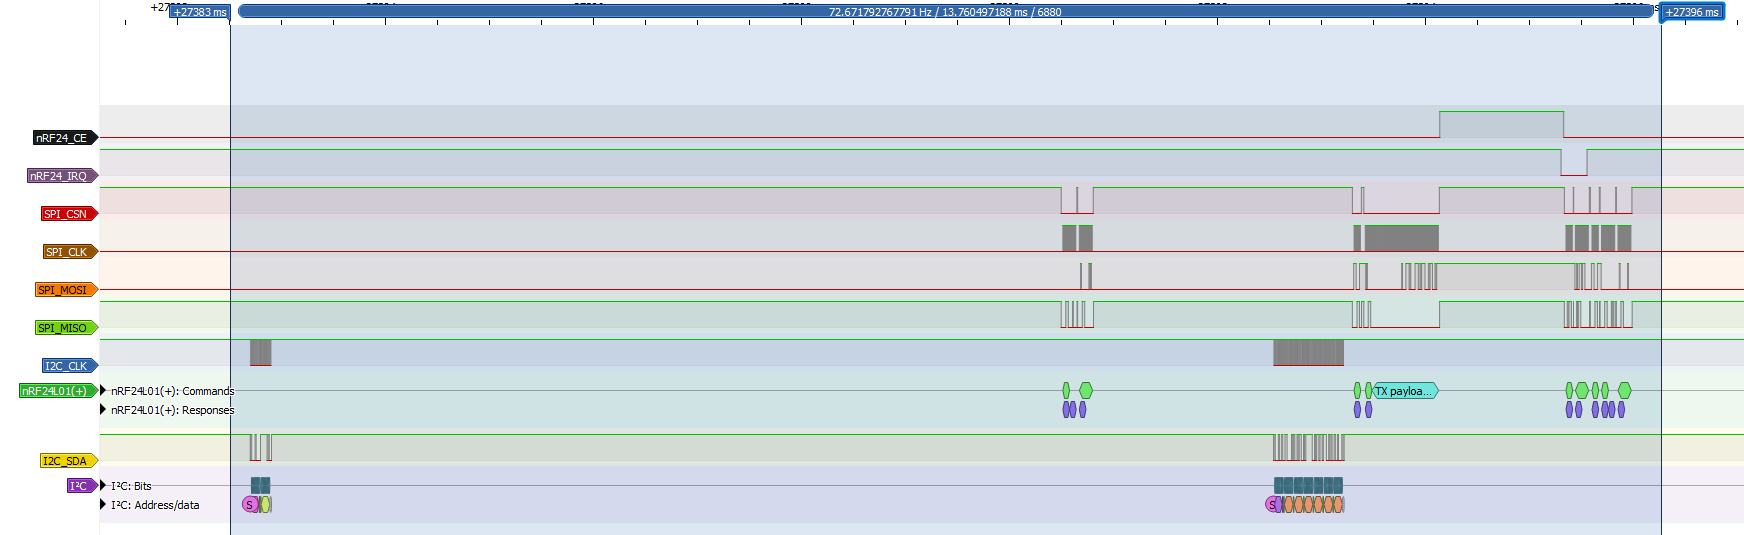 +27383 ms
72.671792767791 Hz / 13.760497188 ms / 6880
+27396 ms
nRF24_CE
nRF24_IRQ
SPI_CSN
SPI_CLK
SPI_MOSI
SPI_MISO
I2C_CLK
nRF24L01(+)
nRF24L01(+): Commands
TX payloa...
nRF24L01(+): Responses
I2C_SDA
I²C
I²C: Bits
I²C: Address/data
S
S